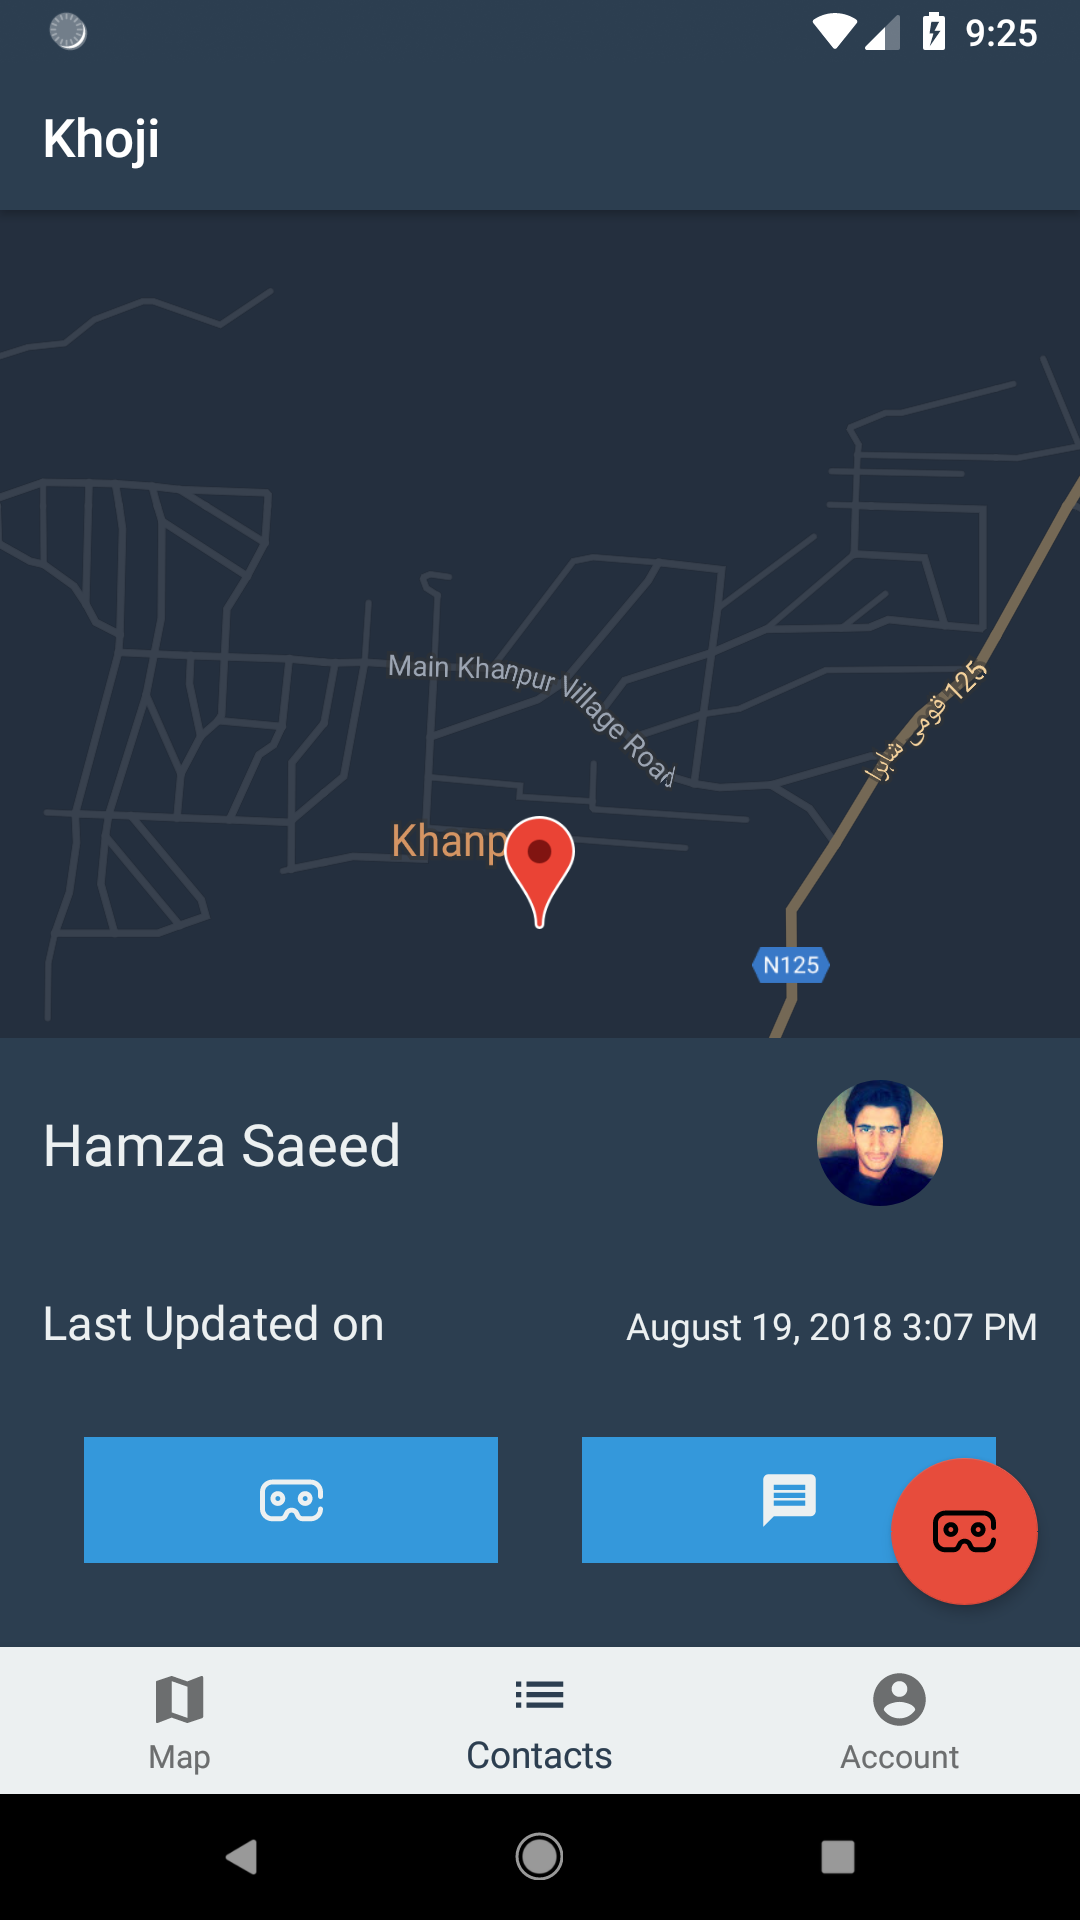 9:25
Khoji
Main Khanpur Village Road
125 قومی شاہرا
Khanp
N125
Hamza Saeed
Last Updated on
August 19, 2018 3:07 PM
Map
Contacts
Account